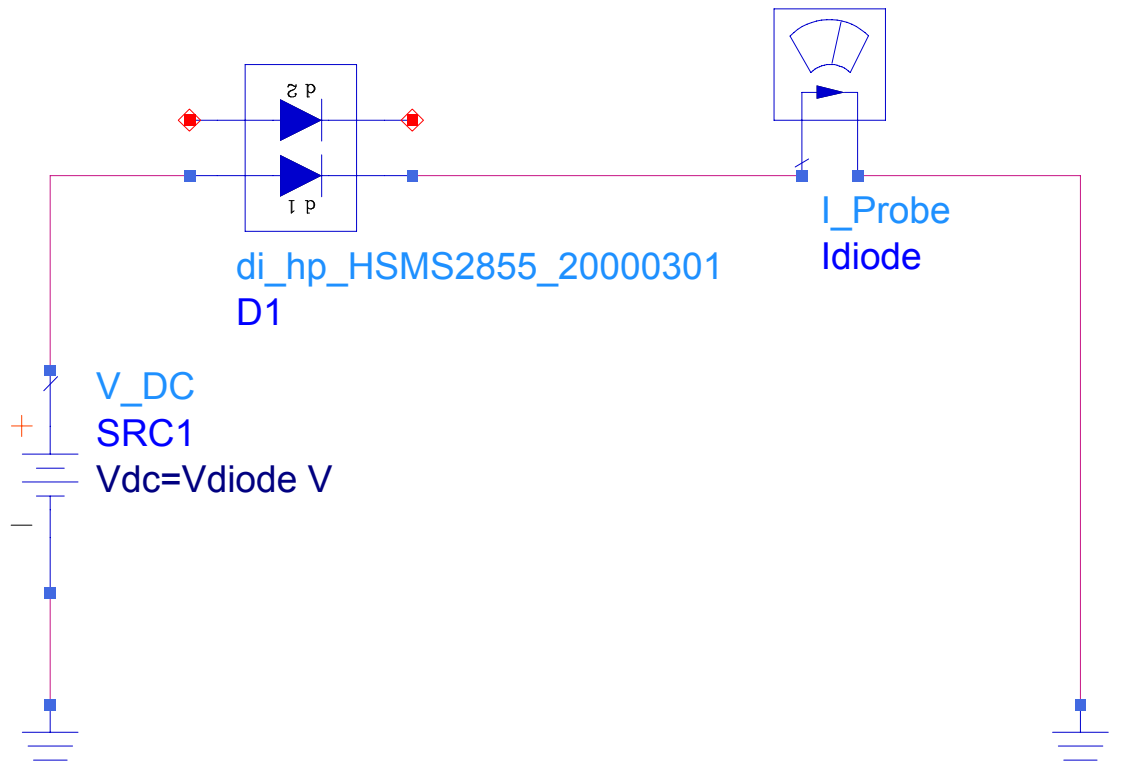 d 2
d 1
I_Probe
Idiode
di_hp_HSMS2855_20000301
D1
V_DC
SRC1
Vdc=Vdiode V
+
–